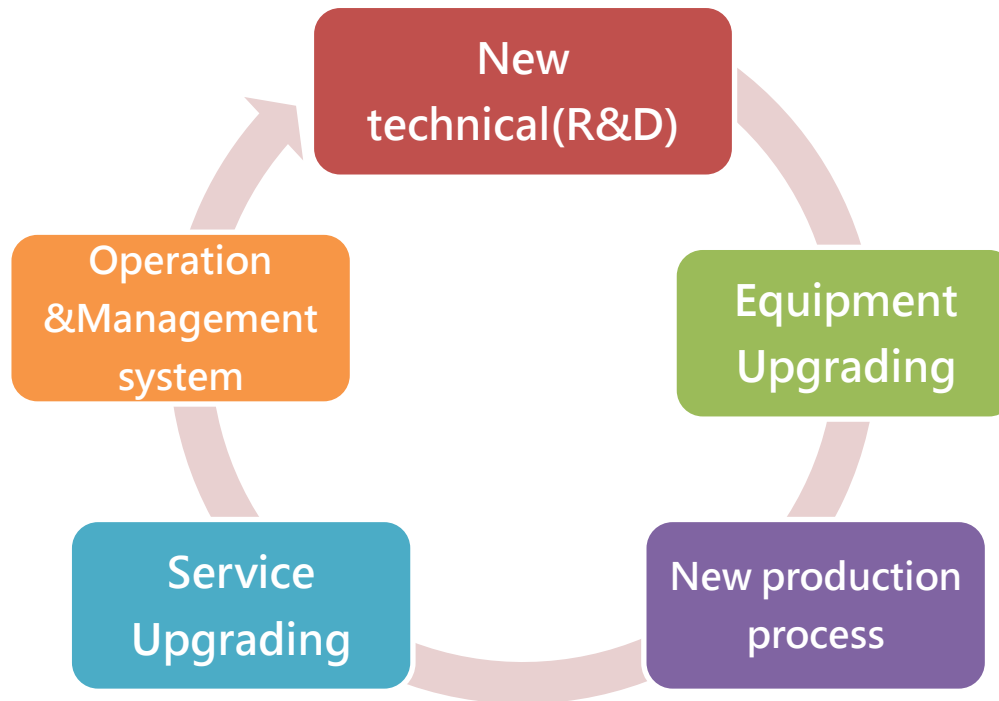 New
technical(R&D)
Equipment
Upgrading
New production
process
Service
Upgrading
Operation
&Management
system